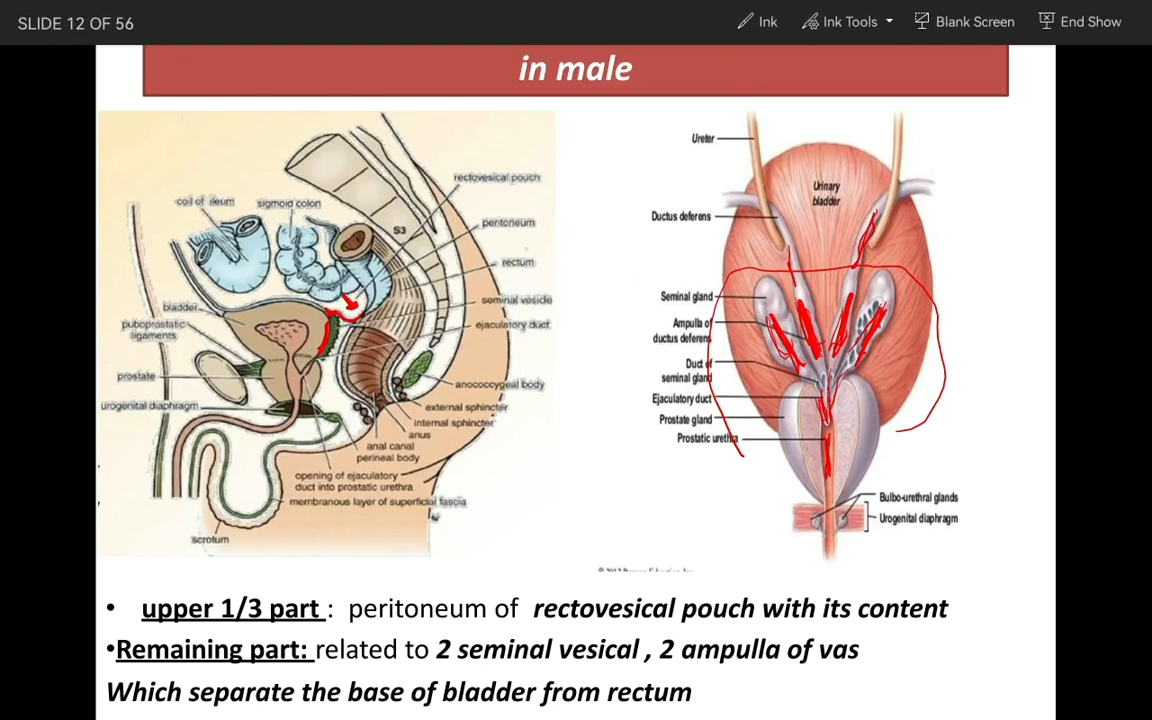 SLIDE 12 OF 56
Ink
Ink Tools
Blank Screen
End Show
in male
rectovesical pouch
coil of ileum
sigmoid colon
peritoneum
S3
rectum
bladder
seminal vesicle
puboprostatic
ligaments
ejaculatory duct
prostate
anococcygeal body
urogenital diaphragm
external sphincter
internal sphincter
anus
anal canal
perineal body
opening of ejaculatory
duct into prostatic urethra
membranous layer of superficial fascia
scrotum
Ureter
Urinary
bladder
Ductus deferens
Seminal gland
Ampulla of
ductus deferens
Duct of
seminal gland
Ejaculatory duct
Prostate gland
Prostatic urethra
Bulbo-urethral glands
Urogenital diaphragm
• upper 1/3 part : peritoneum of rectovesical pouch with its content
•Remaining part: related to 2 seminal vesical , 2 ampulla of vas
Which separate the base of bladder from rectum